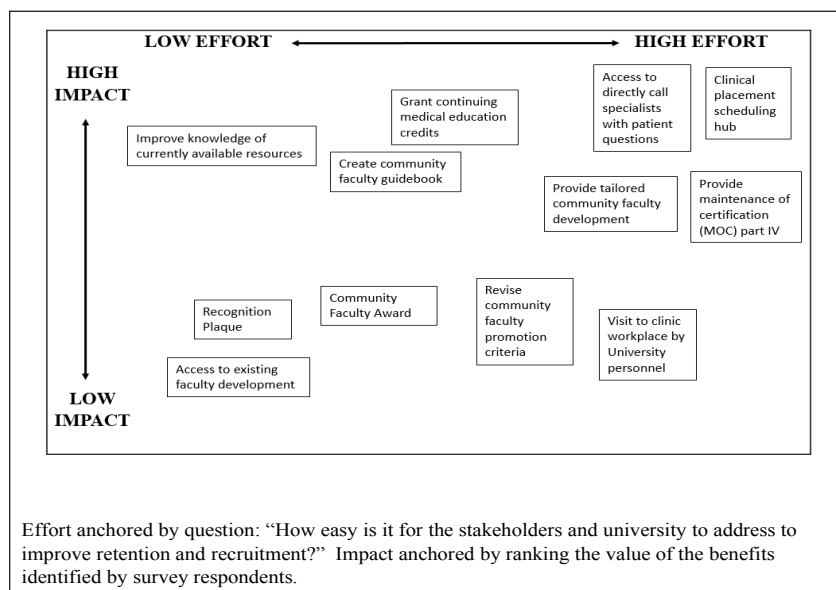 LOW EFFORT
HIGH EFFORT
HIGH
IMPACT
Access to
directly call
specialists
with patient
questions
Clinical
placement
scheduling
hub
Grant continuing
medical education
credits
Improve knowledge of
currently available resources
Create community
faculty guidebook
Provide tailored
community faculty
development
Provide
maintenance of
certification
(MOC) part IV
Recognition
Plaque
Community
Faculty Award
Revise
community
faculty
promotion
criteria
Visit to clinic
workplace by
University
personnel
Access to existing
faculty development
LOW
IMPACT
Effort anchored by question: “How easy is it for the stakeholders and university to address to
improve retention and recruitment?”  Impact anchored by ranking the value of the benefits
identified by survey respondents.